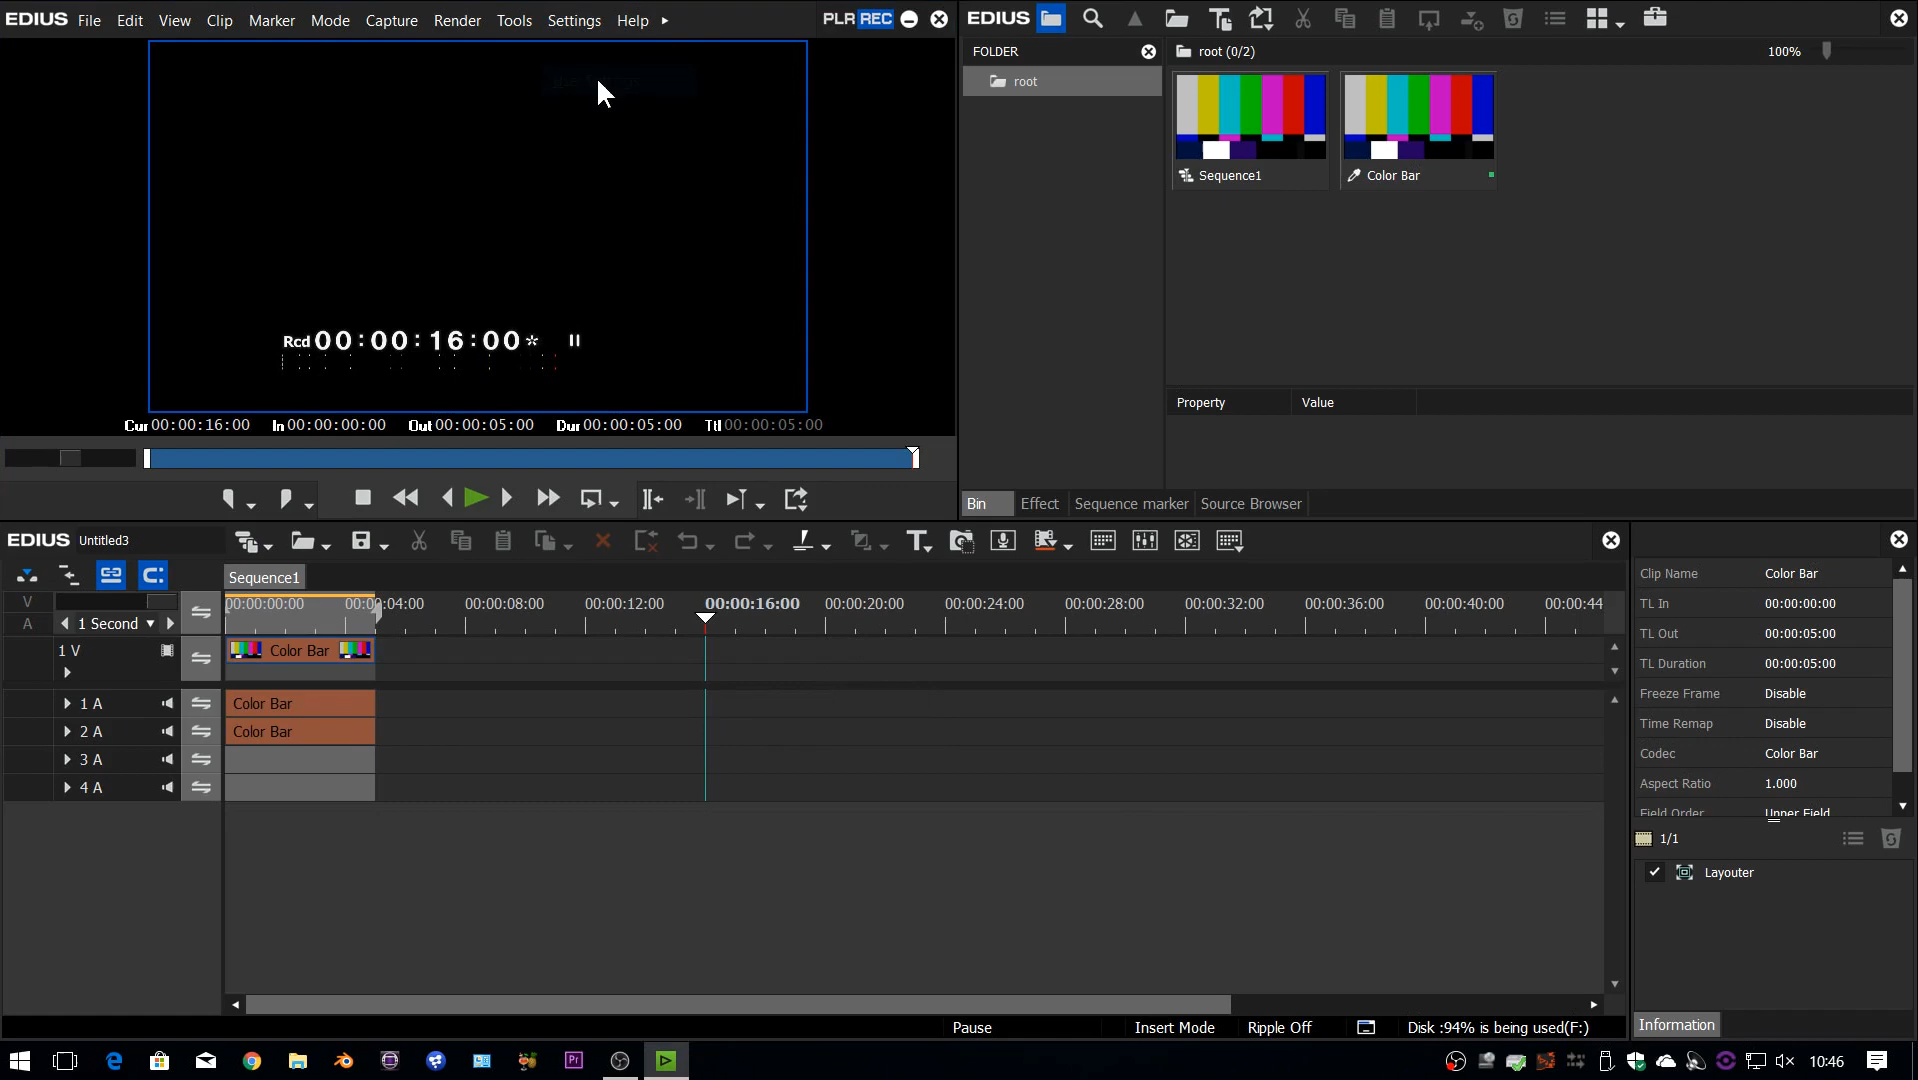 EDIUS File Edit View Clip Marker Mode Capture Render Tools Settings Help PLR REC
EDIUS
FOLDER root (0/2) 100%
root
Sequence1 Color Bar
Rcd 00:00:16:00* II
Property Value
Cur 00:00:16:00 In 00:00:00:00 Out 00:00:05:00 Dur 00:00:05:00 Ttl 00:00:05:00
Bin Effect Sequence marker Source Browser
EDIUS Untitled3
Sequence1
V 00:00:00:00 00:00:04:00 00:00:08:00 00:00:12:00 00:00:16:00 00:00:20:00 00:00:24:00 00:00:28:00 00:00:32:00 00:00:36:00 00:00:40:00 00:00:44
A 1 Second
1 V Color Bar
1 A Color Bar
2 A Color Bar
3 A
4 A
Clip Name Color Bar
TL In 00:00:00:00
TL Out 00:00:05:00
TL Duration 00:00:05:00
Freeze Frame Disable
Time Remap Disable
Codec Color Bar
Aspect Ratio 1.000
Field Order Upper Field
1/1
Layouter
Information
Pause Insert Mode Ripple Off Disk :94% is being used(F:)
Pr 10:46